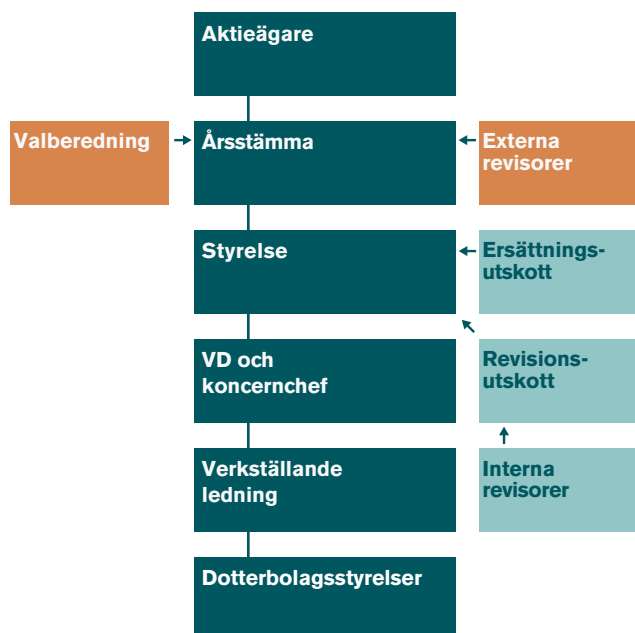 Aktieägare
Valberedning
Årsstämma
Externa
revisorer
Styrelse
Ersättnings-
utskott
VD och
koncernchef
Revisions-
utskott
Verkställande
ledning
Interna
revisorer
Dotterbolagsstyrelser